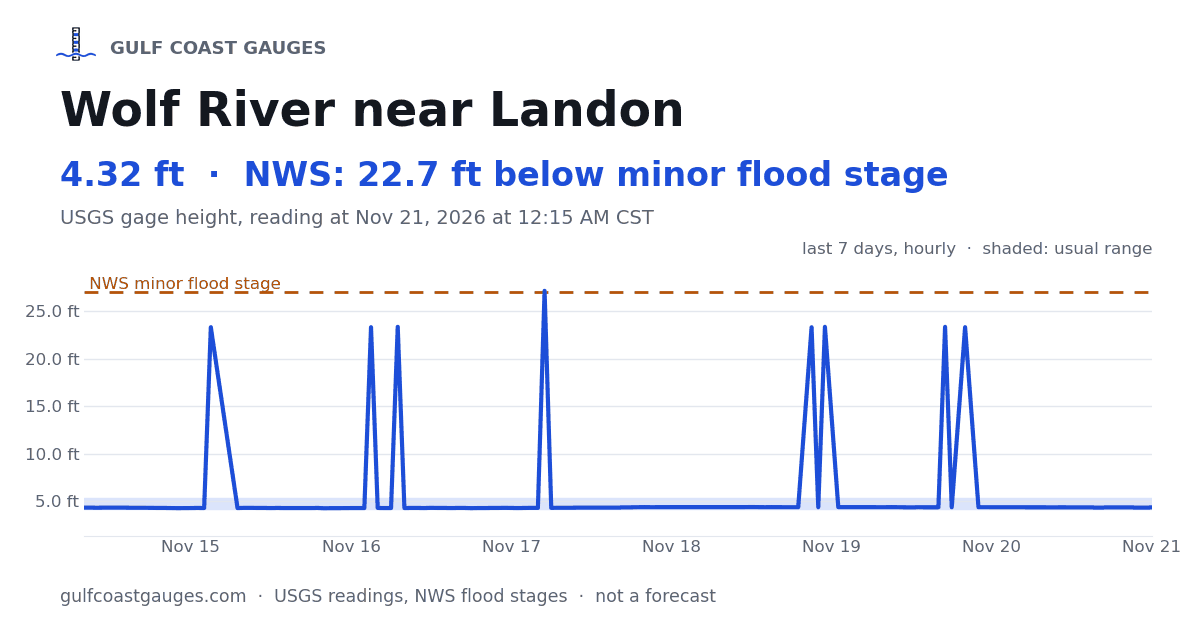 GULF COAST GAUGES
Wolf River near Landon
4.32 ft · NWS: 22.7 ft below minor flood stage
USGS gage height, reading at Nov 21, 2026 at 12:15 AM CST
last 7 days, hourly · shaded: usual range
NWS minor flood stage
25.0 ft
20.0 ft
15.0 ft
10.0 ft
5.0 ft
Nov 15 Nov 16 Nov 17 Nov 18 Nov 19 Nov 20 Nov 21
gulfcoastgauges.com · USGS readings, NWS flood stages · not a forecast